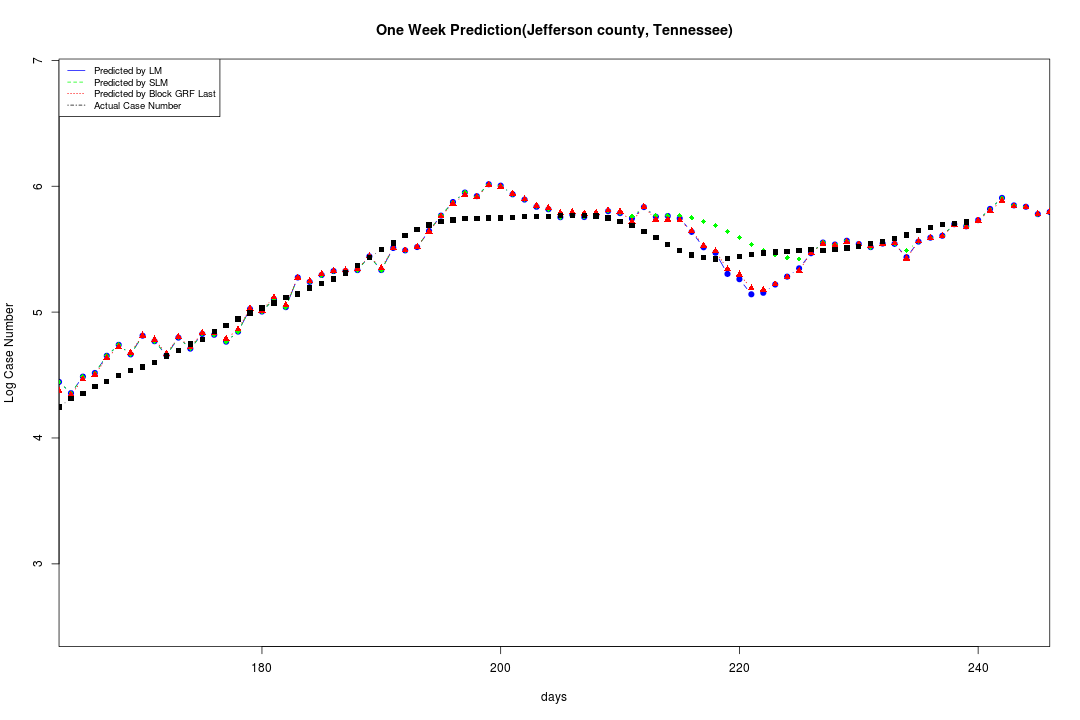 One Week Prediction(Jefferson county, Tennessee)
Predicted by LM
Predicted by SLM
Predicted by Block GRF Last
Actual Case Number
7
6
5
4
3
Log Case Number
180 200 220 240
days